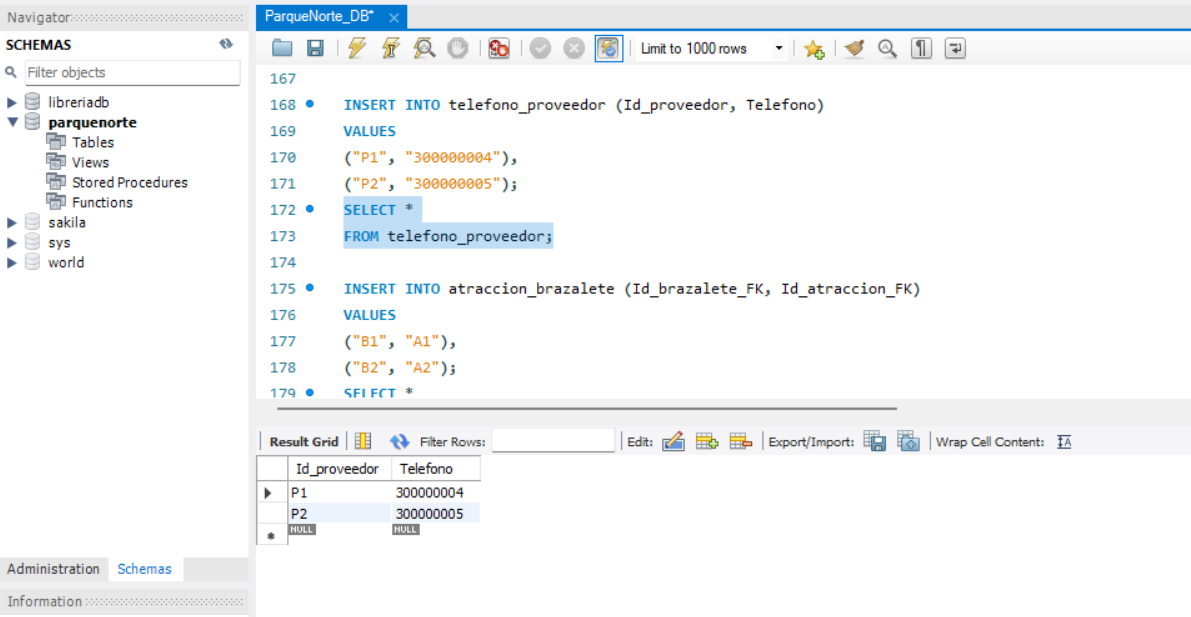 Navigator
SCHEMAS
Filter objects
libreriadb
parquenorte
Tables
Views
Stored Procedures
Functions
sakila
sys
world
Administration Schemas
Information
ParqueNorte_DB*
Limit to 1000 rows
167
168 INSERT INTO telefono_proveedor (Id_proveedor, Telefono)
169 VALUES
170 ("P1", "300000004"),
171 ("P2", "300000005");
172 SELECT *
173 FROM telefono_proveedor;
174
175 INSERT INTO atraccion_brazalete (Id_brazalete_FK, Id_atraccion_FK)
176 VALUES
177 ("B1", "A1"),
178 ("B2", "A2");
179 SELECT *
Result Grid Filter Rows: Edit: Export/Import: Wrap Cell Content:
Id_proveedor Telefono
P1 300000004
P2 300000005
NULL NULL